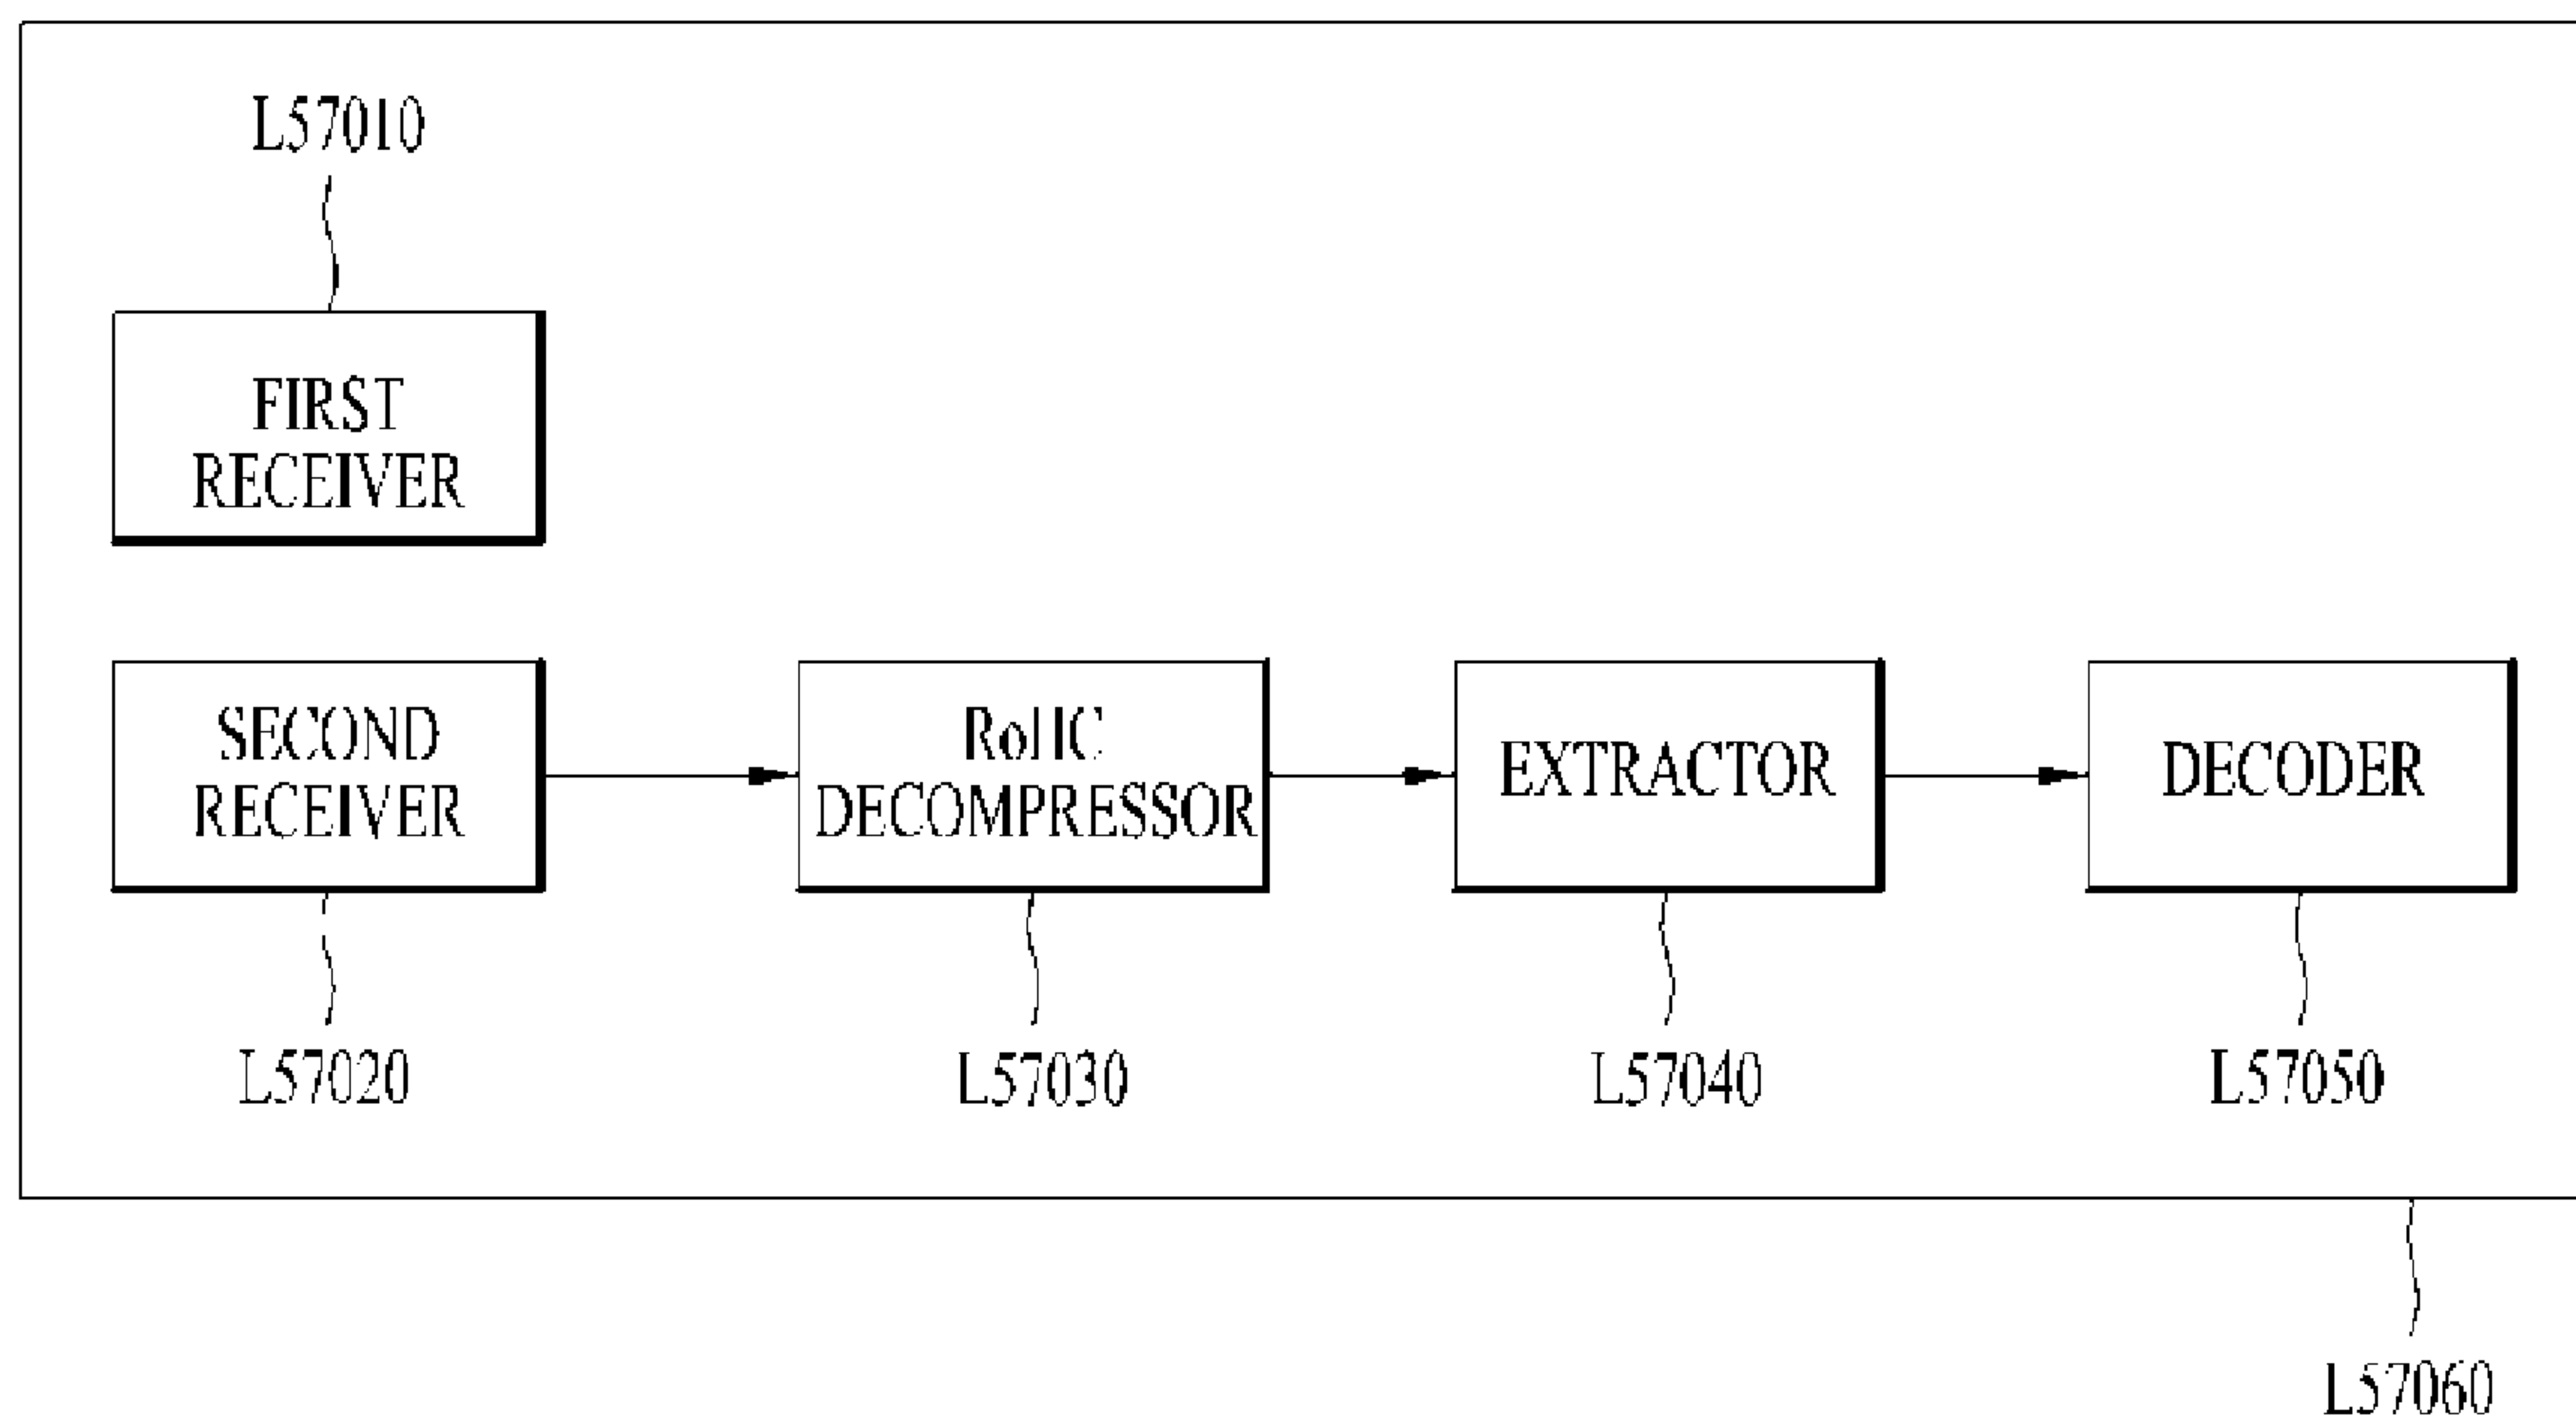 L57010
FIRST
RECEIVER
SECOND
RECEIVER
RoHC
DECOMPRESSOR
EXTRACTOR
DECODER
L57020
L57030
L57040
L57050
L57060